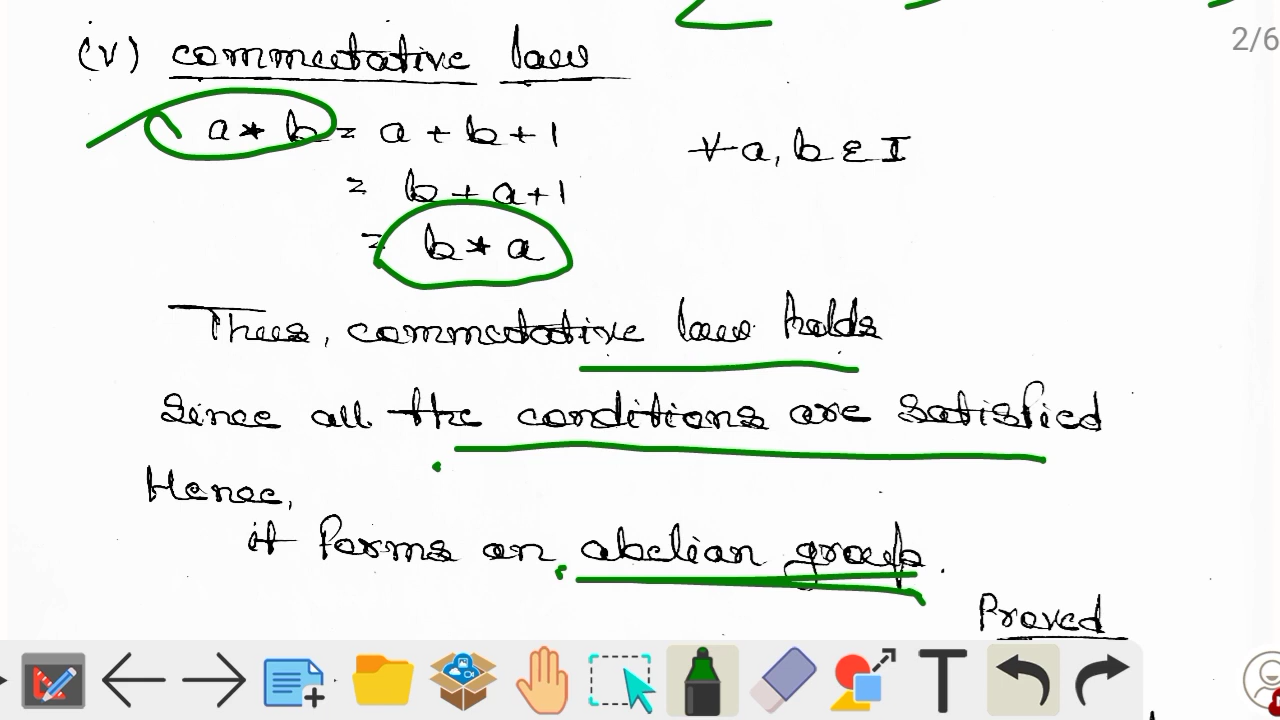 2/6
(v) commutative law
a * b = a + b + 1 ∀ a, b ε I
= b + a + 1
= b * a
Thus, commutative law holds
Since all the conditions are satisfied
Hence,
it forms an abelian group.
Proved
T